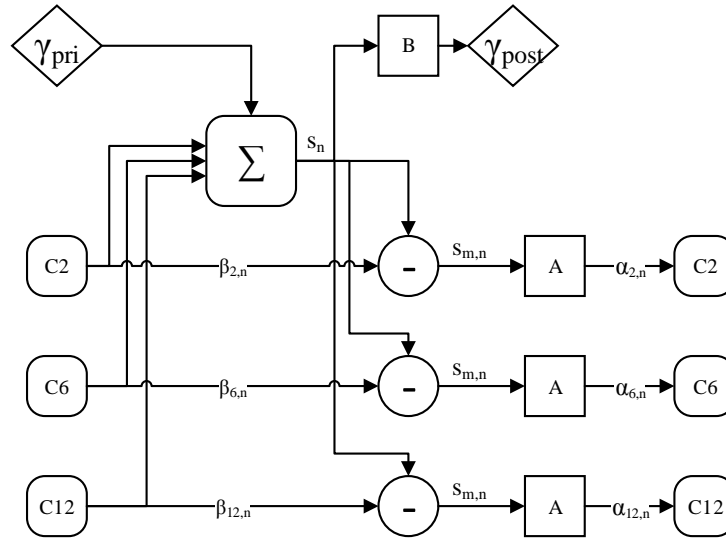 γpri B γpost
∑ sn
C2 β2,n - sm,n A α2,n C2
C6 β6,n - sm,n A α6,n C6
C12 β12,n - sm,n A α12,n C12